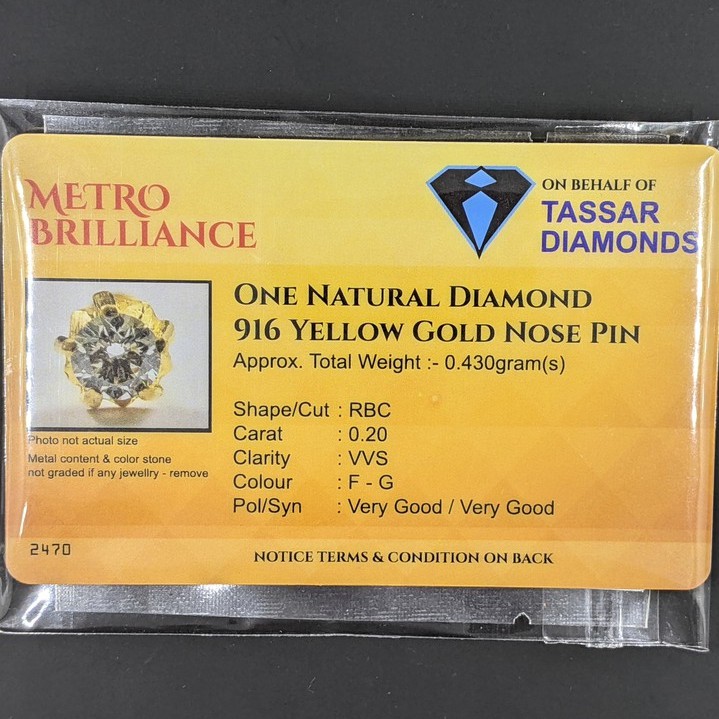 METRO
BRILLIANCE
ON BEHALF OF
TASSAR
DIAMONDS
ONE NATURAL DIAMOND
916 YELLOW GOLD NOSE PIN
Approx. Total Weight :- 0.430gram(s)
Shape/Cut : RBC
Carat : 0.20
Clarity : VVS
Colour : F - G
Pol/Syn : Very Good / Very Good
Photo not actual size
Metal content & color stone
not graded if any jewellry - remove
2470
NOTICE TERMS & CONDITION ON BACK